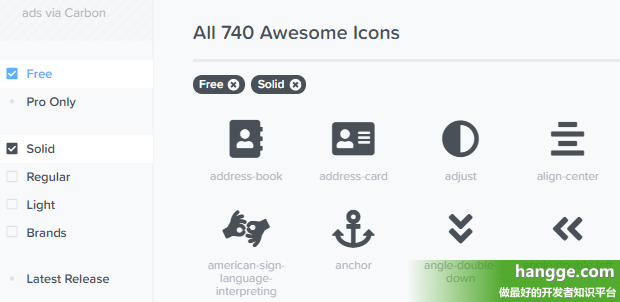 ads via Carbon
All 740 Awesome Icons
Free
Pro Only
Solid
Regular
Light
Brands
Latest Release
Free Solid
address-book address-card adjust align-center
american-sign-
language-
interpreting
anchor
angle-double-
down
hangge.com
做最好的开发者知识平台